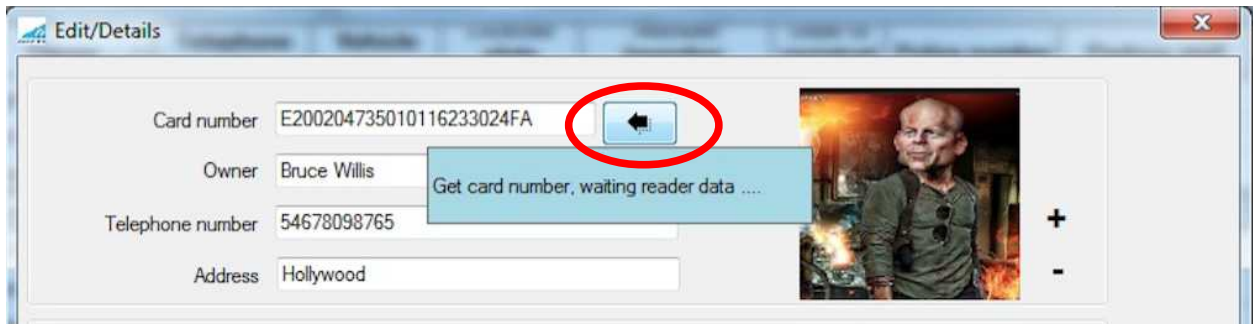 Edit/Details
Card number E200204735010116233024FA
Owner Bruce Willis
Get card number, waiting reader data ....
Telephone number 54678098765
+
Address Hollywood
-